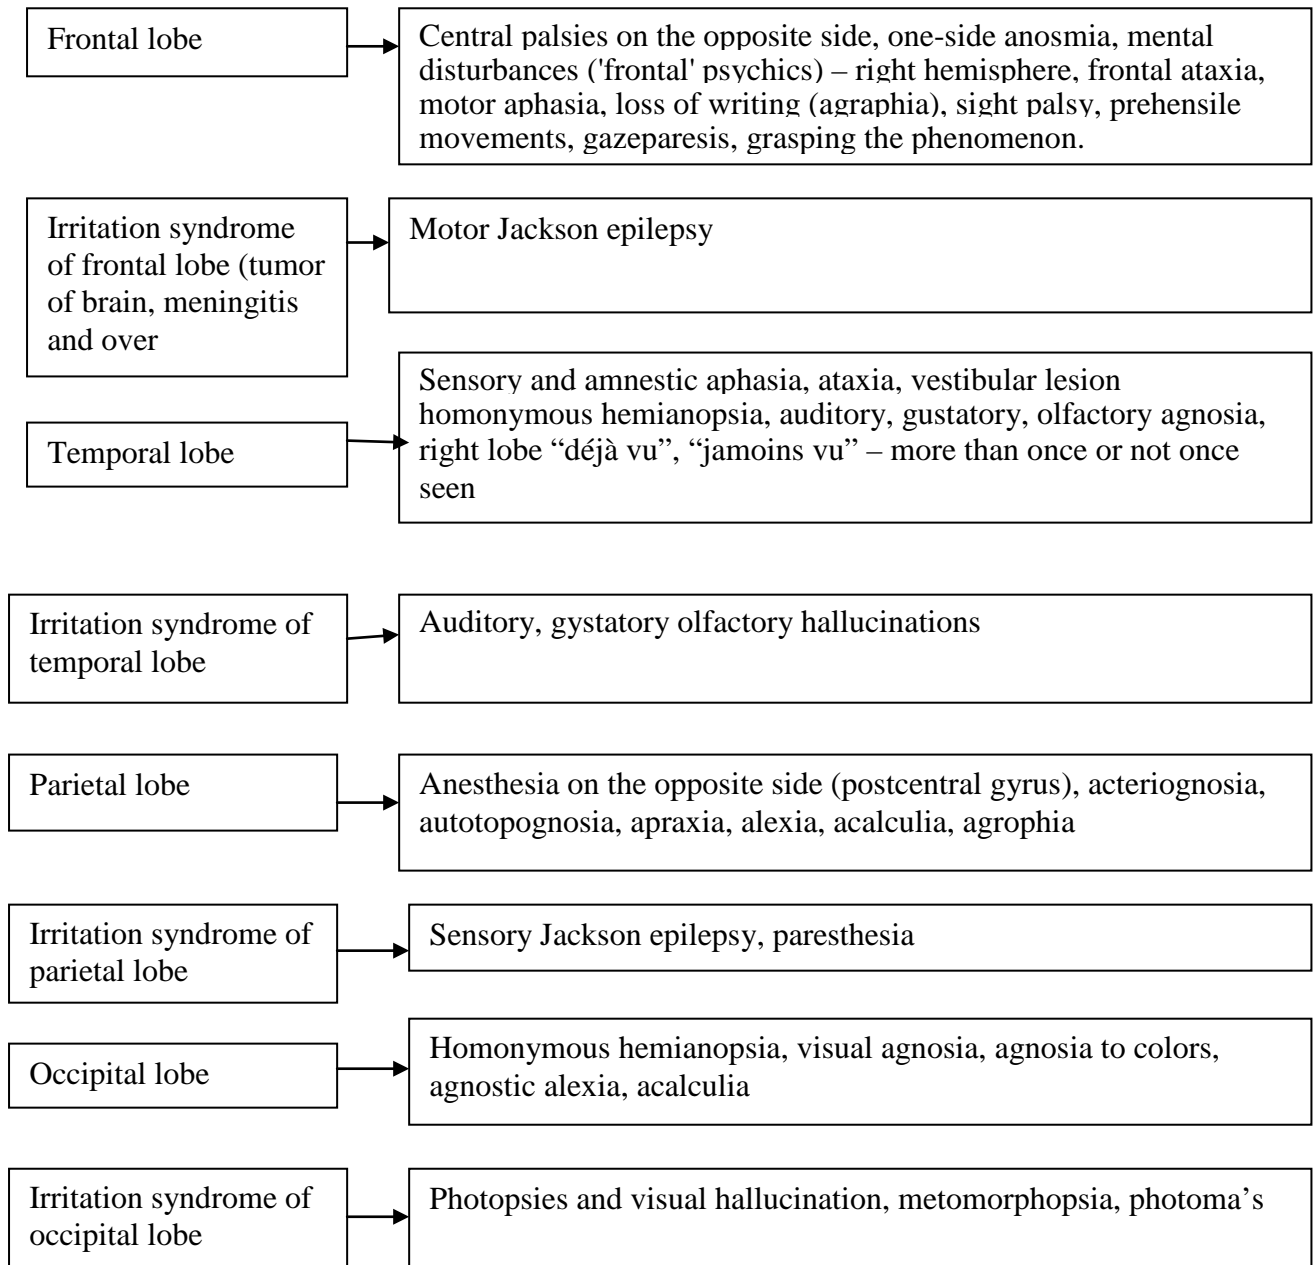 Frontal lobe
Central palsies on the opposite side, one-side anosmia, mental
disturbances ('frontal' psychics) – right hemisphere, frontal ataxia,
motor aphasia, loss of writing (agraphia), sight palsy, prehensile
movements, gazeparesis, grasping the phenomenon.
Irritation syndrome
of frontal lobe (tumor
of brain, meningitis
and over
Motor Jackson epilepsy
Temporal lobe
Sensory and amnestic aphasia, ataxia, vestibular lesion
homonymous hemianopsia, auditory, gustatory, olfactory agnosia,
right lobe “déjà vu”, “jamoins vu” – more than once or not once
seen
Irritation syndrome of
temporal lobe
Auditory, gystatory olfactory hallucinations
Parietal lobe
Anesthesia on the opposite side (postcentral gyrus), acteriognosia,
autotopognosia, apraxia, alexia, acalculia, agrophia
Irritation syndrome of
parietal lobe
Sensory Jackson epilepsy, paresthesia
Occipital lobe
Homonymous hemianopsia, visual agnosia, agnosia to colors,
agnostic alexia, acalculia
Irritation syndrome of
occipital lobe
Photopsies and visual hallucination, metomorphopsia, photoma’s